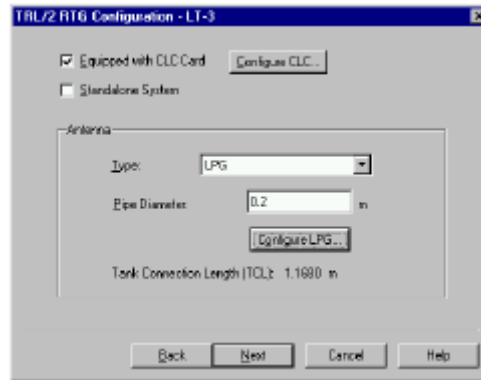 TRL/2 RTG Configuration - LT-3
Equipped with CLC Card
Configure CLC...
Standalone System
Antenna
Type:
LPG
Pipe Diameter:
0.2
m
Configure LPG...
Tank Connection Length (TCL): 1.1680 m
Back
Next
Cancel
Help